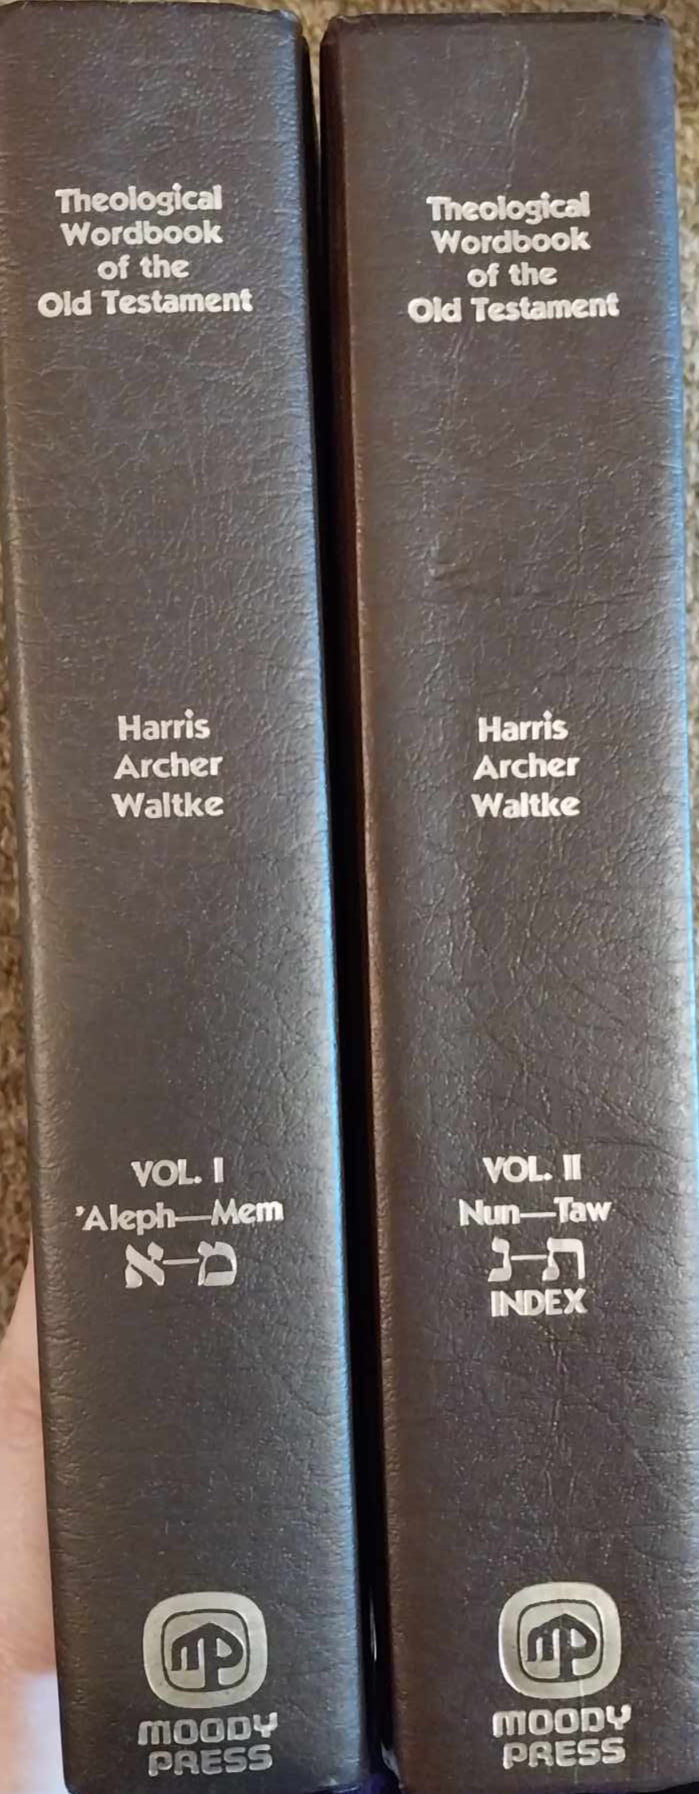 Theological
Wordbook
of the
Old Testament
Harris
Archer
Waltke
VOL. I
'Aleph—Mem
מ–א
MOODY
PRESS
Theological
Wordbook
of the
Old Testament
Harris
Archer
Waltke
VOL. II
Nun—Taw
ת–נ
INDEX
MOODY
PRESS